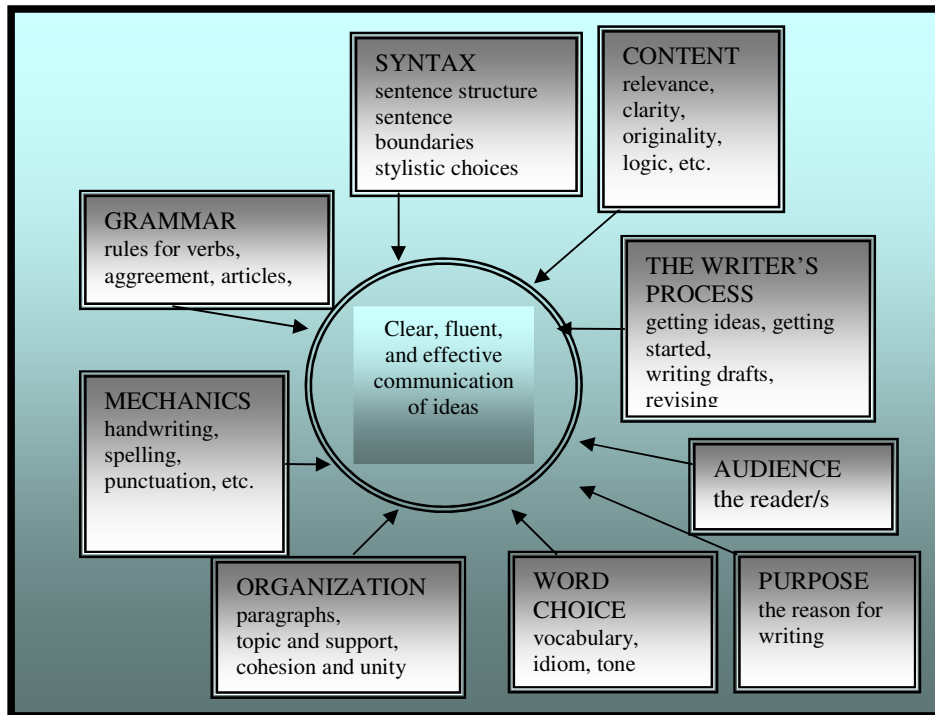 SYNTAX
sentence structure
sentence
boundaries
stylistic choices
CONTENT
relevance,
clarity,
originality,
logic, etc.
GRAMMAR
rules for verbs,
aggreement, articles,
THE WRITER'S
PROCESS
getting ideas, getting
started,
writing drafts,
revising
Clear, fluent,
and effective
communication
of ideas
MECHANICS
handwriting,
spelling,
punctuation, etc.
AUDIENCE
the reader/s
ORGANIZATION
paragraphs,
topic and support,
cohesion and unity
WORD
CHOICE
vocabulary,
idiom, tone
PURPOSE
the reason for
writing